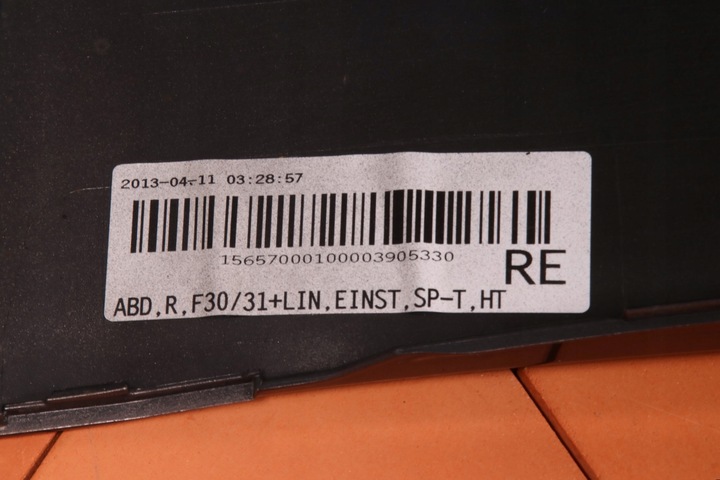 2013-04-11 03:28:57
15657000100003905330
RE
ABD,R,F30/31+LIN,EINST,SP-T,HT